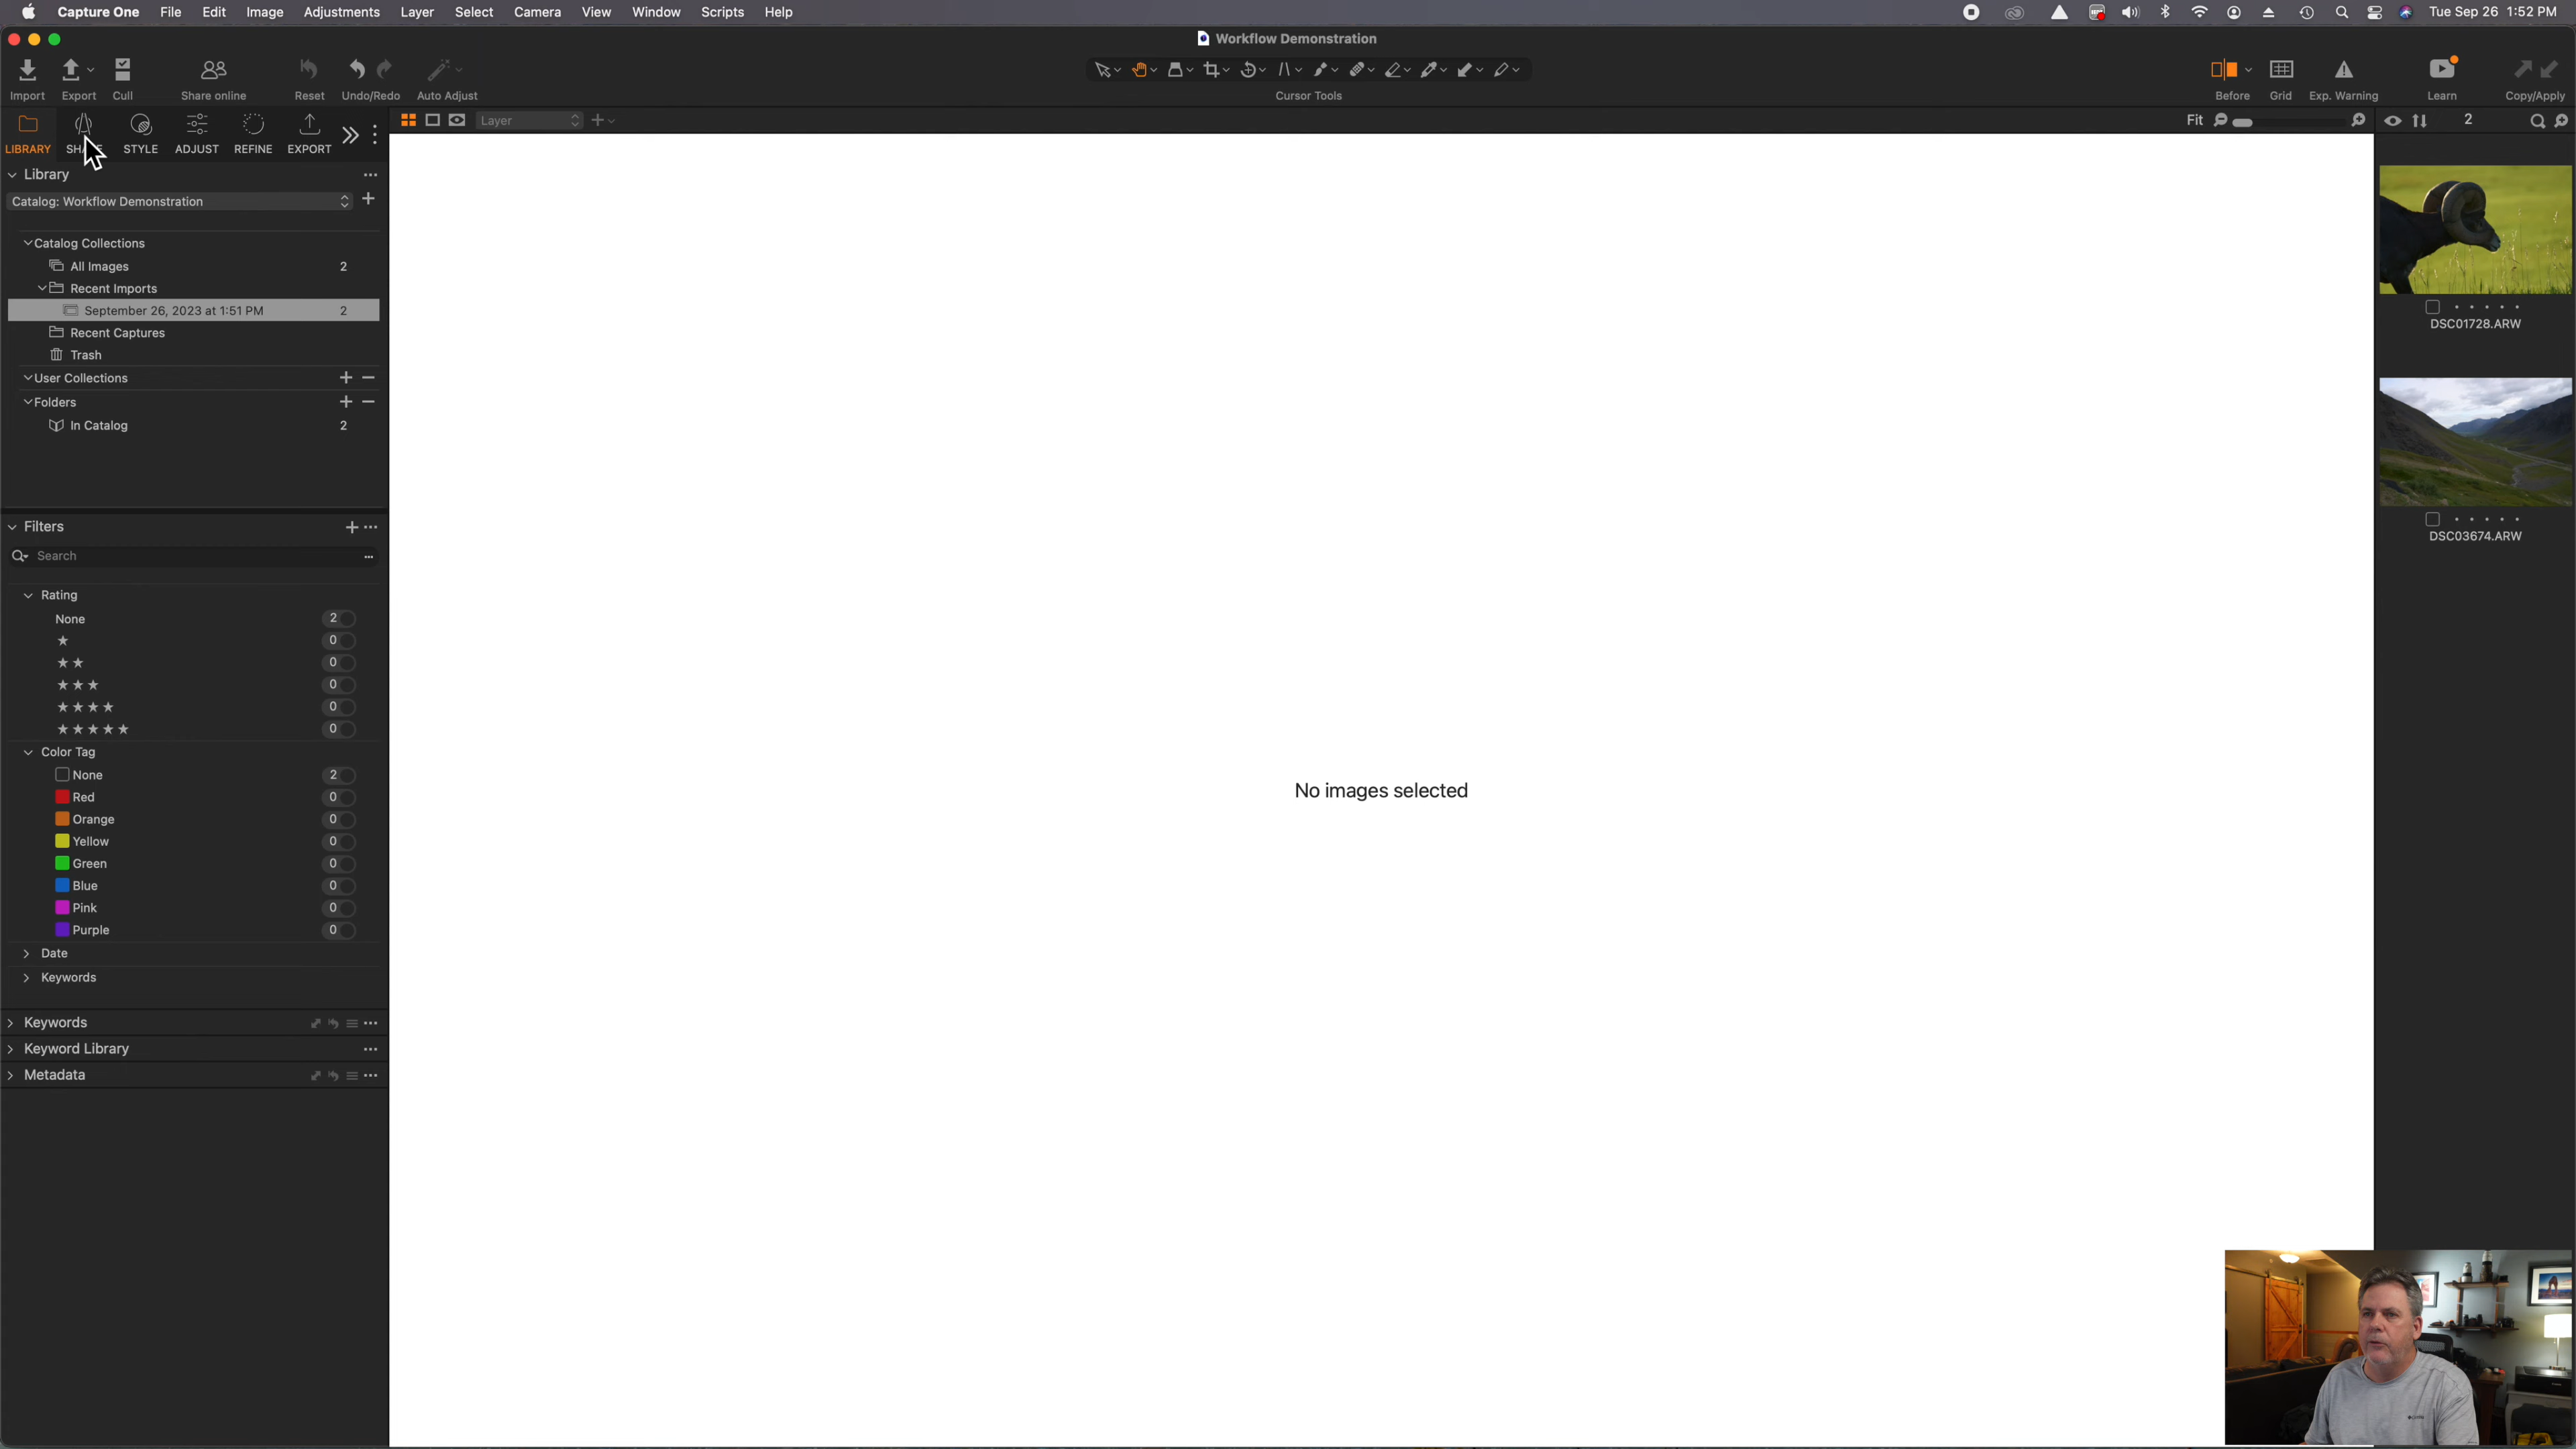 Capture One File Edit Image Adjustments Layer Select Camera View Window Scripts Help Tue Sep 26 1:52 PM
Workflow Demonstration
Import Export Cull Share online Reset Undo/Redo Auto Adjust Cursor Tools Before Grid Exp. Warning Learn Copy/Apply
LIBRARY STYLE ADJUST REFINE EXPORT
Layer
Fit
2
Library
Catalog: Workflow Demonstration
Catalog Collections
All Images 2
Recent Imports
September 26, 2023 at 1:51 PM 2
Recent Captures
Trash
User Collections
Folders
In Catalog 2
Filters
Search
Rating
None 2
0
0
0
0
0
Color Tag
None 2
Red 0
Orange 0
Yellow 0
Green 0
Blue 0
Pink 0
Purple 0
Date
Keywords
Keywords
Keyword Library
Metadata
No images selected
DSC01728.ARW
DSC03674.ARW